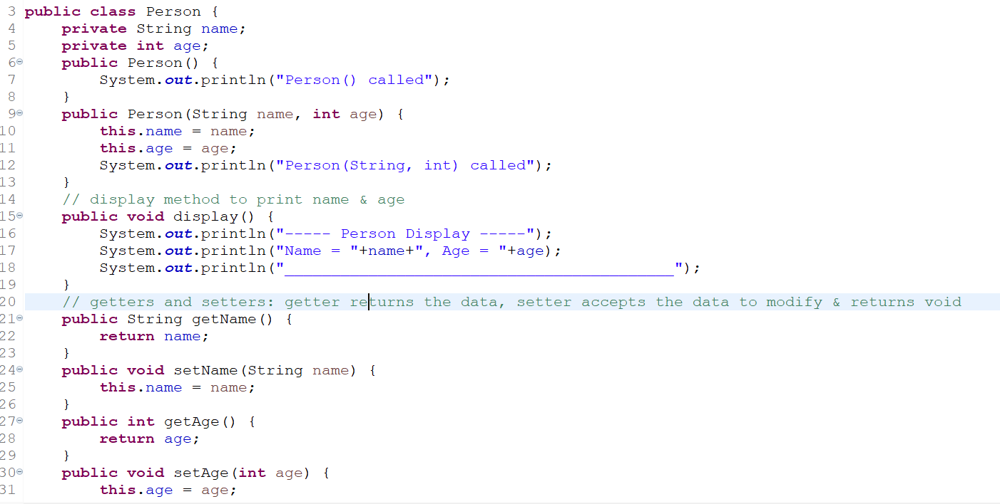 3 public class Person {
4     private String name;
5     private int age;
6     public Person() {
7         System.out.println("Person() called");
8     }
9     public Person(String name, int age) {
10         this.name = name;
11         this.age = age;
12         System.out.println("Person(String, int) called");
13     }
14     // display method to print name & age
15     public void display() {
16         System.out.println("----- Person Display -----");
17         System.out.println("Name = "+name+", Age = "+age);
18         System.out.println("__________________________________________");
19     }
20     // getters and setters: getter returns the data, setter accepts the data to modify & returns void
21     public String getName() {
22         return name;
23     }
24     public void setName(String name) {
25         this.name = name;
26     }
27     public int getAge() {
28         return age;
29     }
30     public void setAge(int age) {
31         this.age = age;